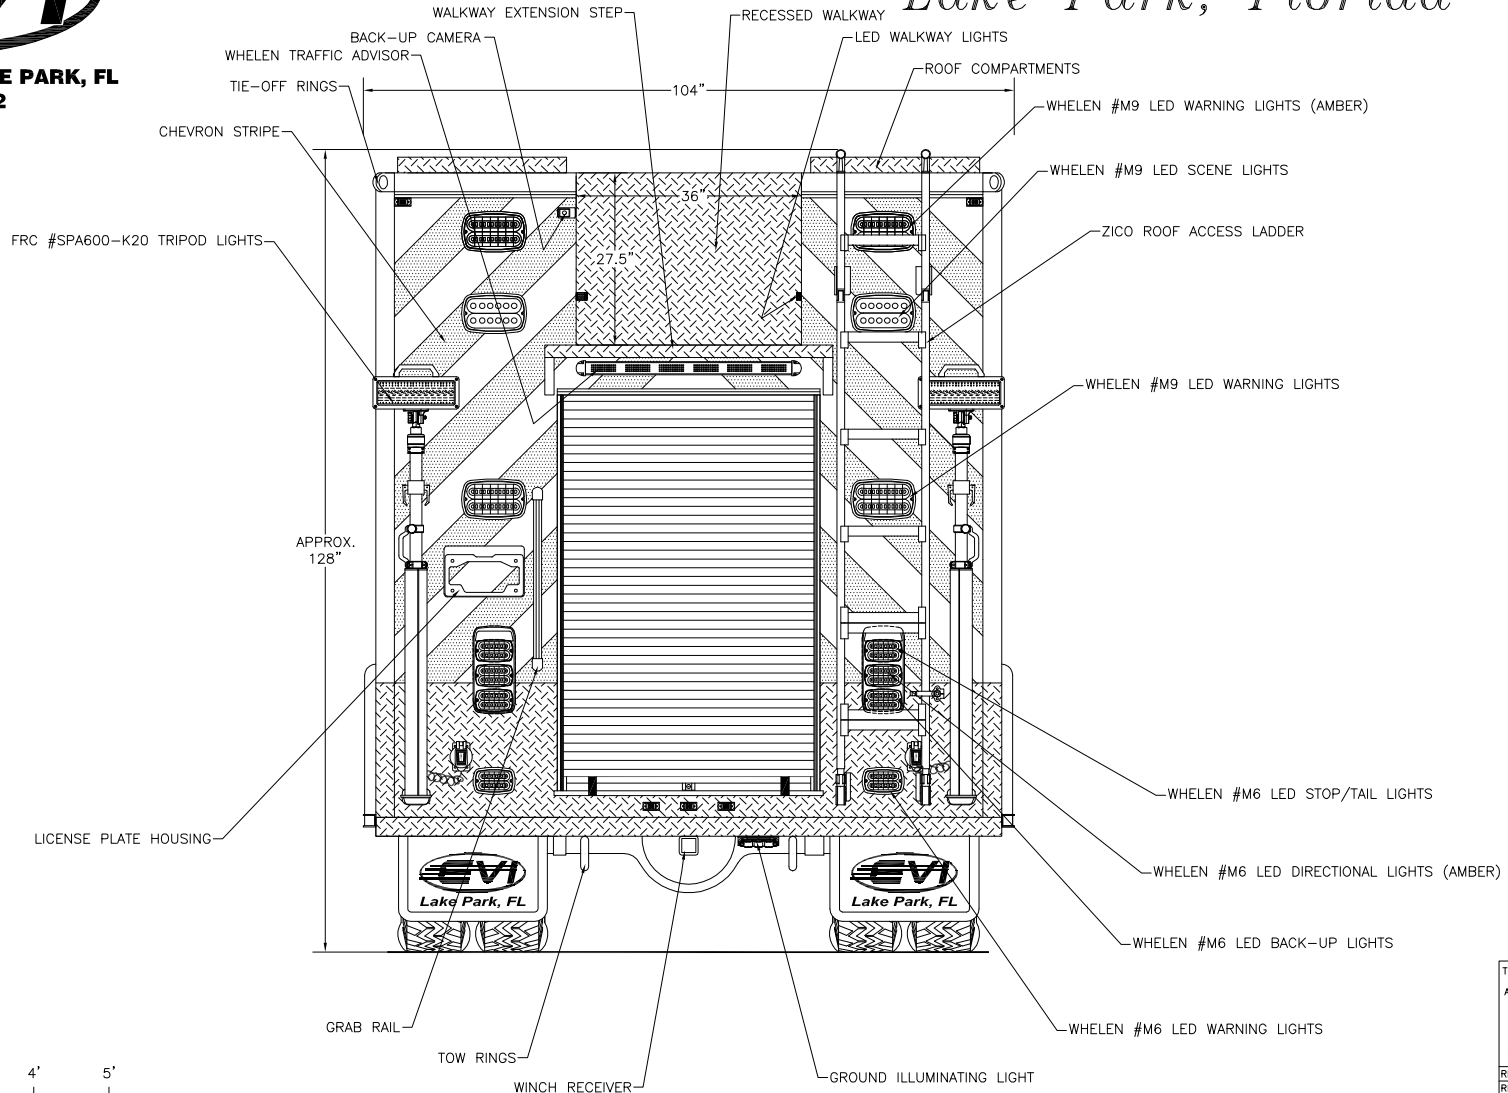 Lake Park, Florida
E PARK, FL
2
WALKWAY EXTENSION STEP
RECESSED WALKWAY
BACK-UP CAMERA
LED WALKWAY LIGHTS
WHELEN TRAFFIC ADVISOR
ROOF COMPARTMENTS
TIE-OFF RINGS
104"
WHELEN #M9 LED WARNING LIGHTS (AMBER)
CHEVRON STRIPE
WHELEN #M9 LED SCENE LIGHTS
36"
FRC #SPA600-K20 TRIPOD LIGHTS
ZICO ROOF ACCESS LADDER
27.5"
WHELEN #M9 LED WARNING LIGHTS
APPROX.
128"
WHELEN #M6 LED STOP/TAIL LIGHTS
LICENSE PLATE HOUSING
EVI
Lake Park, FL
EVI
Lake Park, FL
WHELEN #M6 LED DIRECTIONAL LIGHTS (AMBER)
WHELEN #M6 LED BACK-UP LIGHTS
GRAB RAIL
WHELEN #M6 LED WARNING LIGHTS
TOW RINGS
WINCH RECEIVER
GROUND ILLUMINATING LIGHT
4'
5'